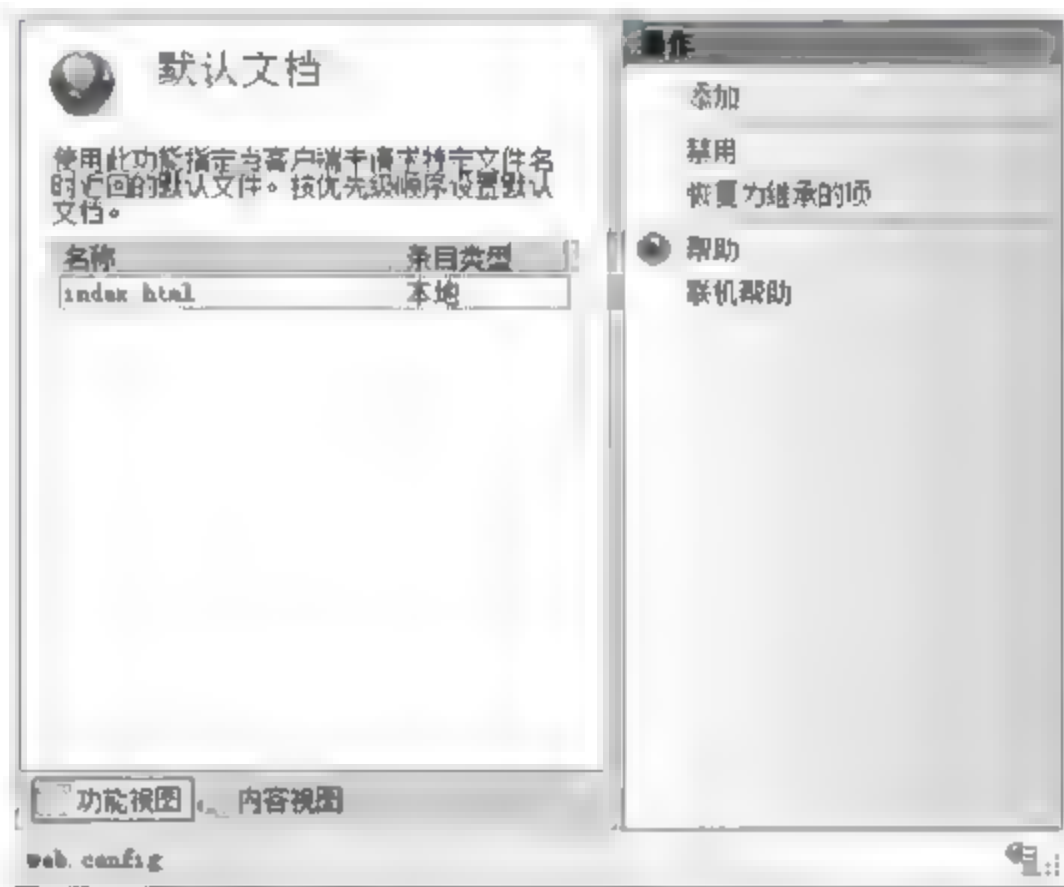 默认文档
使用此功能指定当客户端未请求特定文件名
时返回的默认文件。按优先级顺序设置默认
文档。
名称 条目类型
index html 本地
功能视图 内容视图
web.config
操作
添加
禁用
恢复为继承的项
帮助
联机帮助